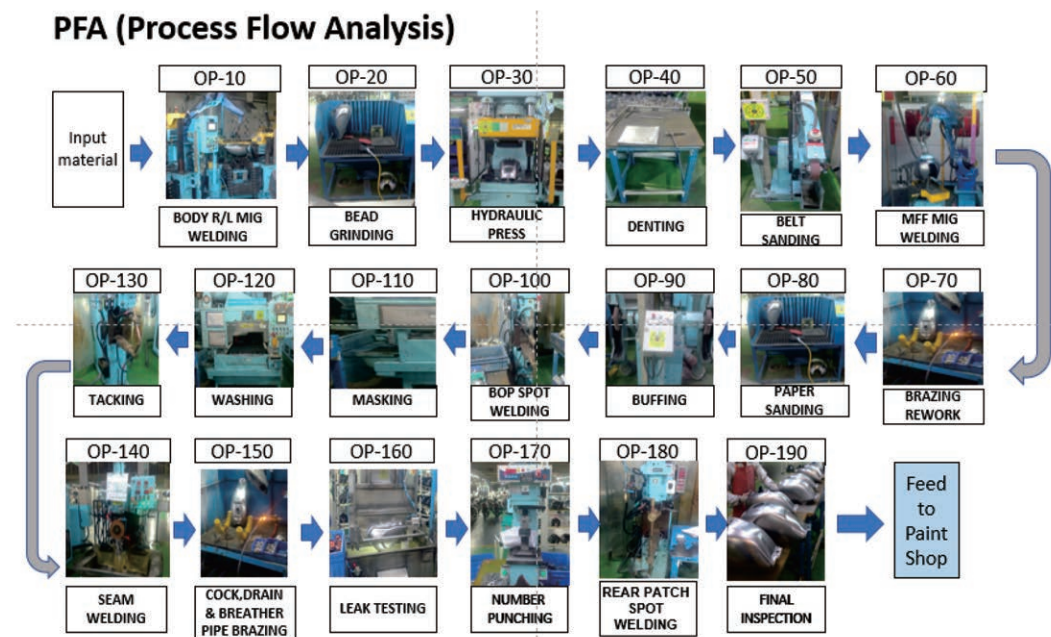 PFA (Process Flow Analysis)
OP-10
OP-20
OP-30
OP-40
OP-50
OP-60
Input
material
BODY R/L MIG
WELDING
BEAD
GRINDING
HYDRAULIC
PRESS
DENTING
BELT
SANDING
MFF MIG
WELDING
OP-130
OP-120
OP-110
OP-100
OP-90
OP-80
OP-70
TACKING
WASHING
MASKING
BOP SPOT
WELDING
BUFFING
PAPER
SANDING
BRAZING
REWORK
OP-140
OP-150
OP-160
OP-170
OP-180
OP-190
Feed
to
Paint
Shop
SEAM
WELDING
COCK,DRAIN
& BREATHER
PIPE BRAZING
LEAK TESTING
NUMBER
PUNCHING
REAR PATCH
SPOT
WELDING
FINAL
INSPECTION